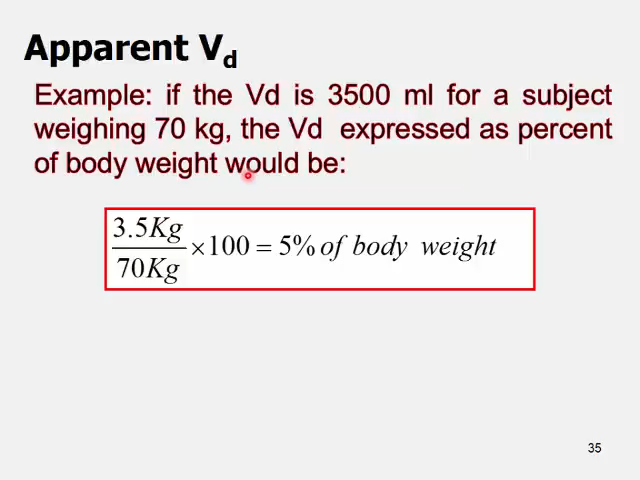 Apparent Vd
Example: if the Vd is 3500 ml for a subject
weighing 70 kg, the Vd expressed as percent
of body weight would be:
3.5Kg
70Kg
×100 = 5% of body weight
35